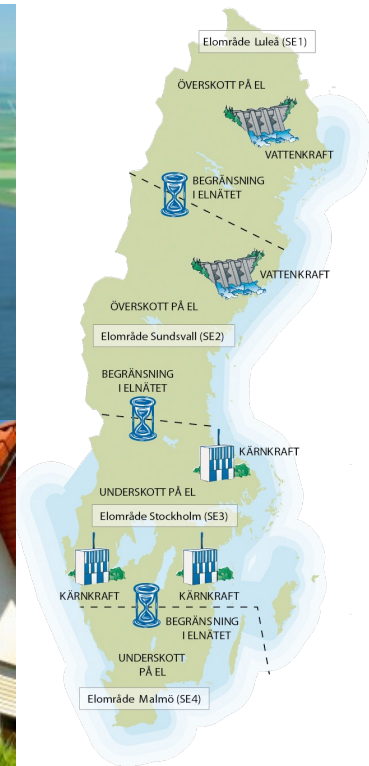 Elområde Luleå (SE1)
ÖVERSKOTT PÅ EL
VATTENKRAFT
BEGRÄNSNING
I ELNÄTET
VATTENKRAFT
ÖVERSKOTT PÅ EL
Elområde Sundsvall (SE2)
BEGRÄNSNING
I ELNÄTET
KÄRNKRAFT
UNDERSKOTT PÅ EL
Elområde Stockholm (SE3)
KÄRNKRAFT
KÄRNKRAFT
BEGRÄNSNING
I ELNÄTET
UNDERSKOTT
PÅ EL
Elområde Malmö (SE4)